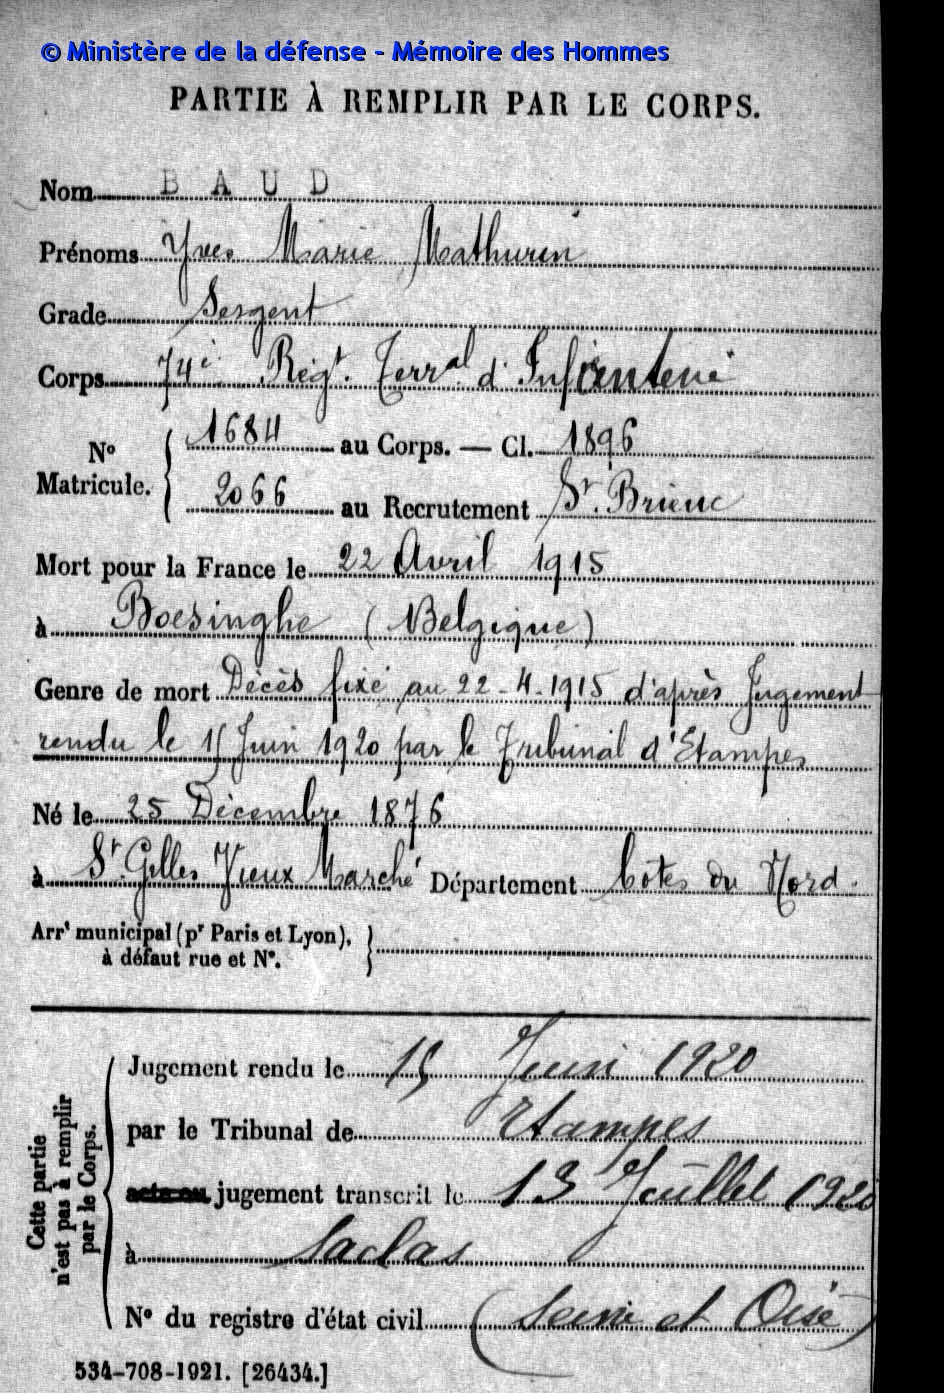 © Ministère de la défense - Mémoire des Hommes
PARTIE À REMPLIR PAR LE CORPS.
Nom BAUD
Prénoms Yves Marie Mathurin
Grade Sergent
Corps 74e Régt. Terral d'Infanterie
No Matricule. 1684 au Corps. — Cl. 1896
2066 au Recrutement St. Brieuc
Mort pour la France le 22 Avril 1915
à Boesinghe (Belgique)
Genre de mort Décès fixé au 22-4-1915 d'après Jugement
rendu le 15 Juin 1920 par le Tribunal d'Etampes
Né le 25 Décembre 1876
à St. Gilles Vieux Marché Département Cotes du Nord.
Arrt municipal (pr Paris et Lyon),
à défaut rue et No.
Cette partie n'est pas à remplir par le Corps.
Jugement rendu le 15 Juin 1920
par le Tribunal de Etampes
acte ou jugement transcrit le 13 Juillet 1920
à Saclas
No du registre d'état civil (Seine et Oise)
534-708-1921. [26434.]